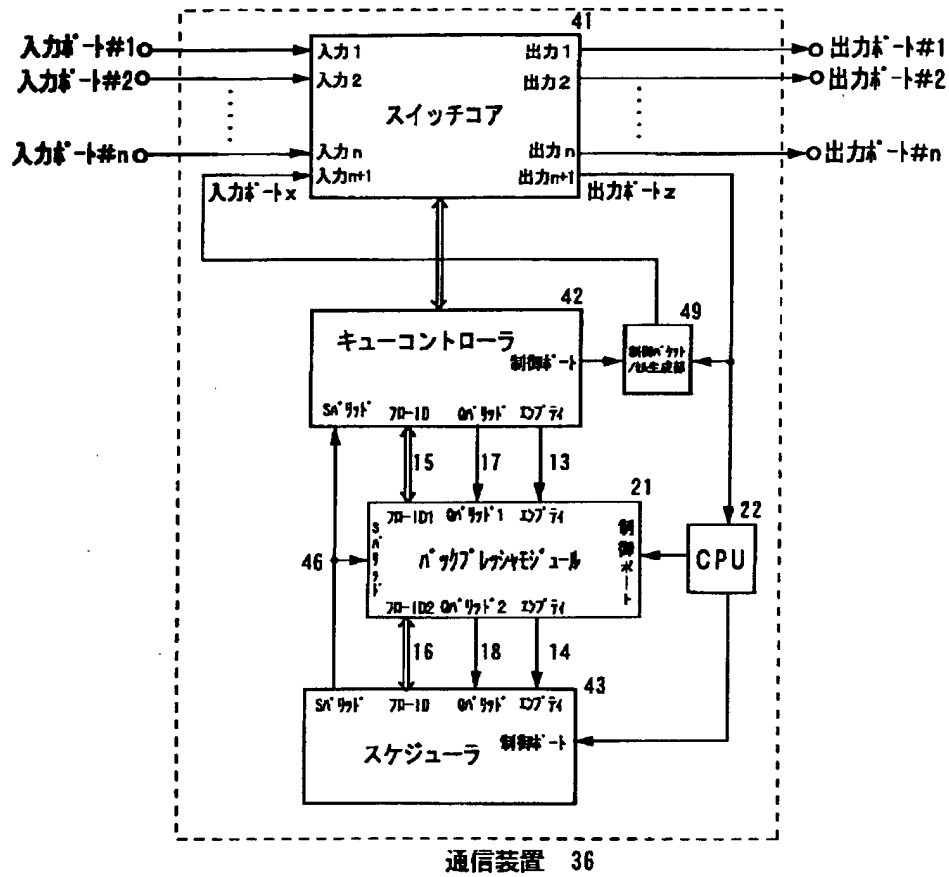 41
入力ポート#1
入力ポート#2
入力ポート#n
入力1
入力2
入力n
入力n+1
スイッチコア
出力1
出力2
出力n
出力n+1
出力ポート#1
出力ポート#2
出力ポート#n
入力ポートx
出力ポートz
42
キューコントローラ
制御ポート
49
制御パケット
/セル生成部
Sバリッド
フローID
Qバリッド
エンプティ
15
17
13
21
22
フローID1
Qバリッド1
エンプティ
Sバリッド
バックプレッシャモジュール
制御ポート
CPU
46
フローID2
Qバリッド2
エンプティ
16
18
14
43
Sバリッド
フローID
Qバリッド
エンプティ
制御ポート
スケジューラ
通信装置 36